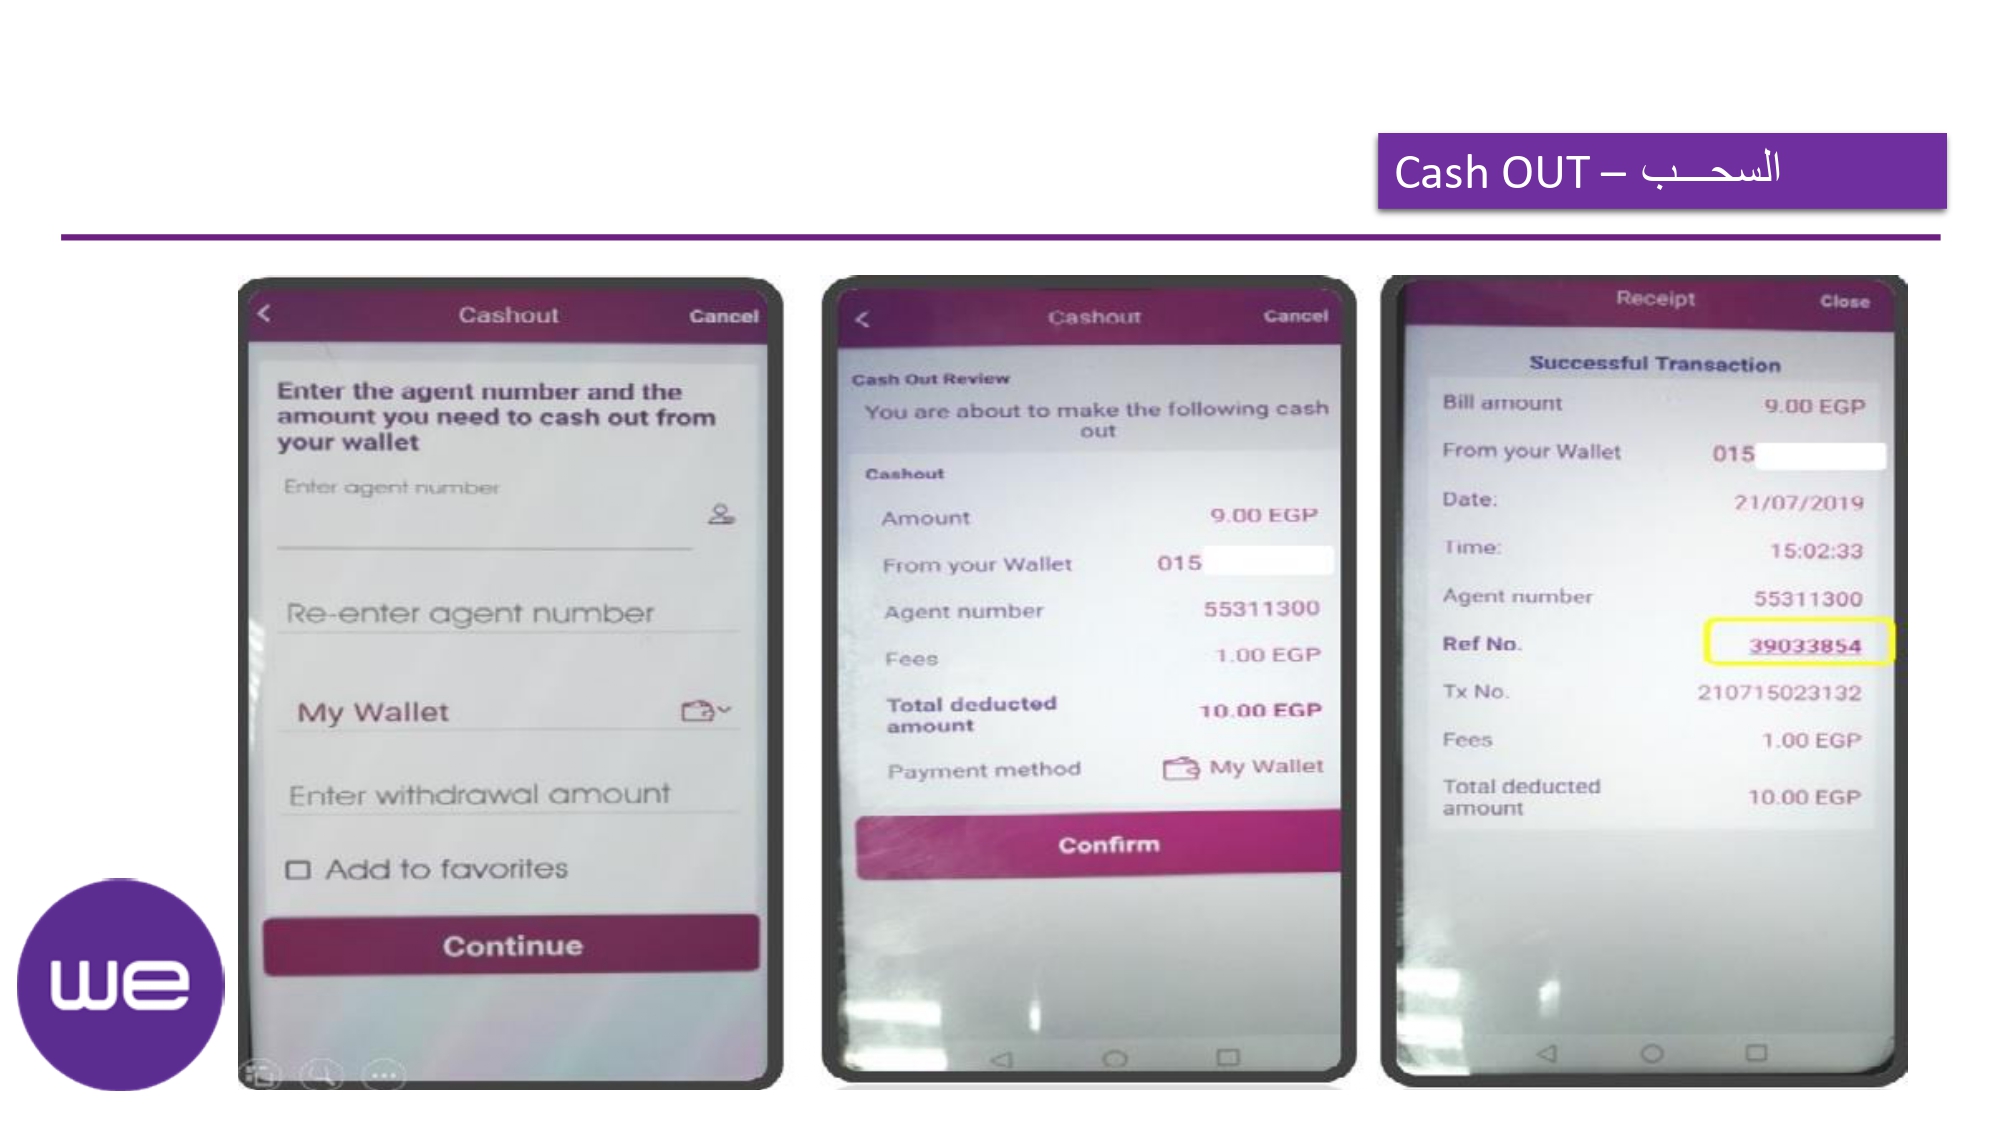 Cash OUT – السحـــب
Cashout
Cancel
Enter the agent number and the
amount you need to cash out from
your wallet
Enter agent number
Re-enter agent number
My Wallet
Enter withdrawal amount
Add to favorites
Continue
Cashout
Cancel
Cash Out Review
You are about to make the following cash
out
Cashout
Amount 9.00 EGP
From your Wallet 015
Agent number 55311300
Fees 1.00 EGP
Total deducted
amount 10.00 EGP
Payment method My Wallet
Confirm
Receipt
Close
Successful Transaction
Bill amount 9.00 EGP
From your Wallet 015
Date: 21/07/2019
Time: 15:02:33
Agent number 55311300
Ref No. 39033854
Tx No. 210715023132
Fees 1.00 EGP
Total deducted
amount 10.00 EGP
we